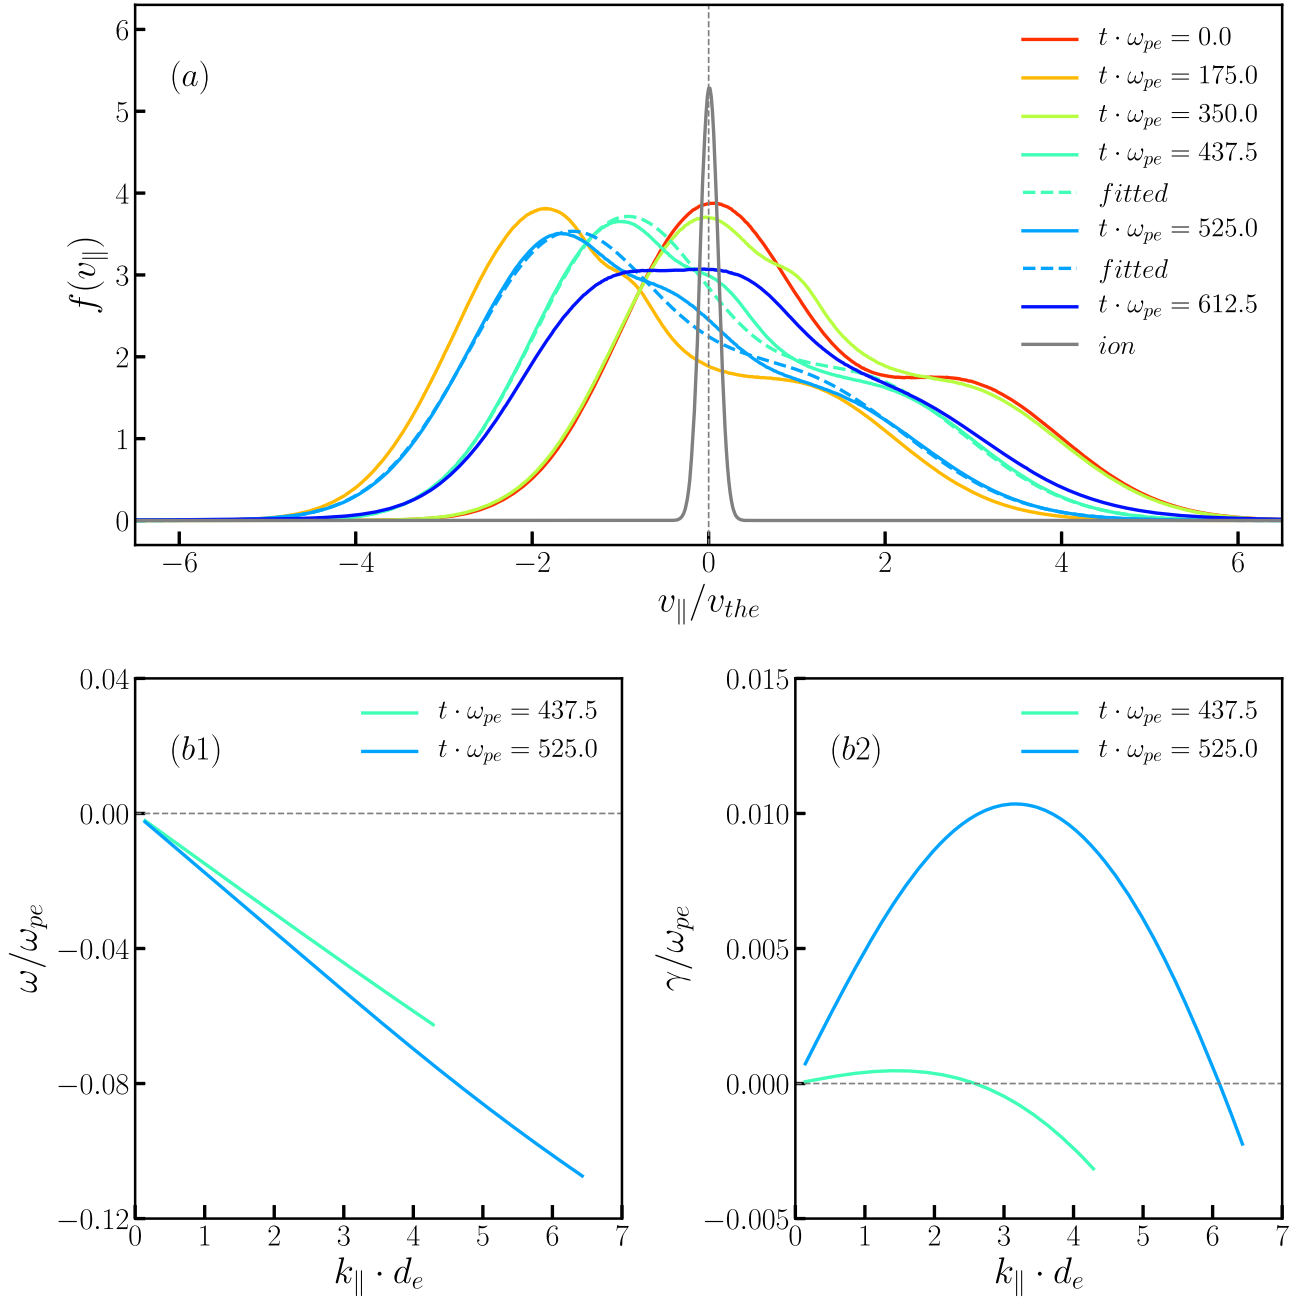 (a)
f(v∥)
6
5
4
3
2
1
0
−6
−4
−2
0
2
4
6
v∥/v_the
t · ω_pe = 0.0
t · ω_pe = 175.0
t · ω_pe = 350.0
t · ω_pe = 437.5
fitted
t · ω_pe = 525.0
fitted
t · ω_pe = 612.5
ion
(b1)
ω/ω_pe
0.04
0.00
−0.04
−0.08
−0.12
0 1 2 3 4 5 6 7
k∥ · d_e
t · ω_pe = 437.5
t · ω_pe = 525.0
(b2)
γ/ω_pe
0.015
0.010
0.005
0.000
−0.005
0 1 2 3 4 5 6 7
k∥ · d_e
t · ω_pe = 437.5
t · ω_pe = 525.0